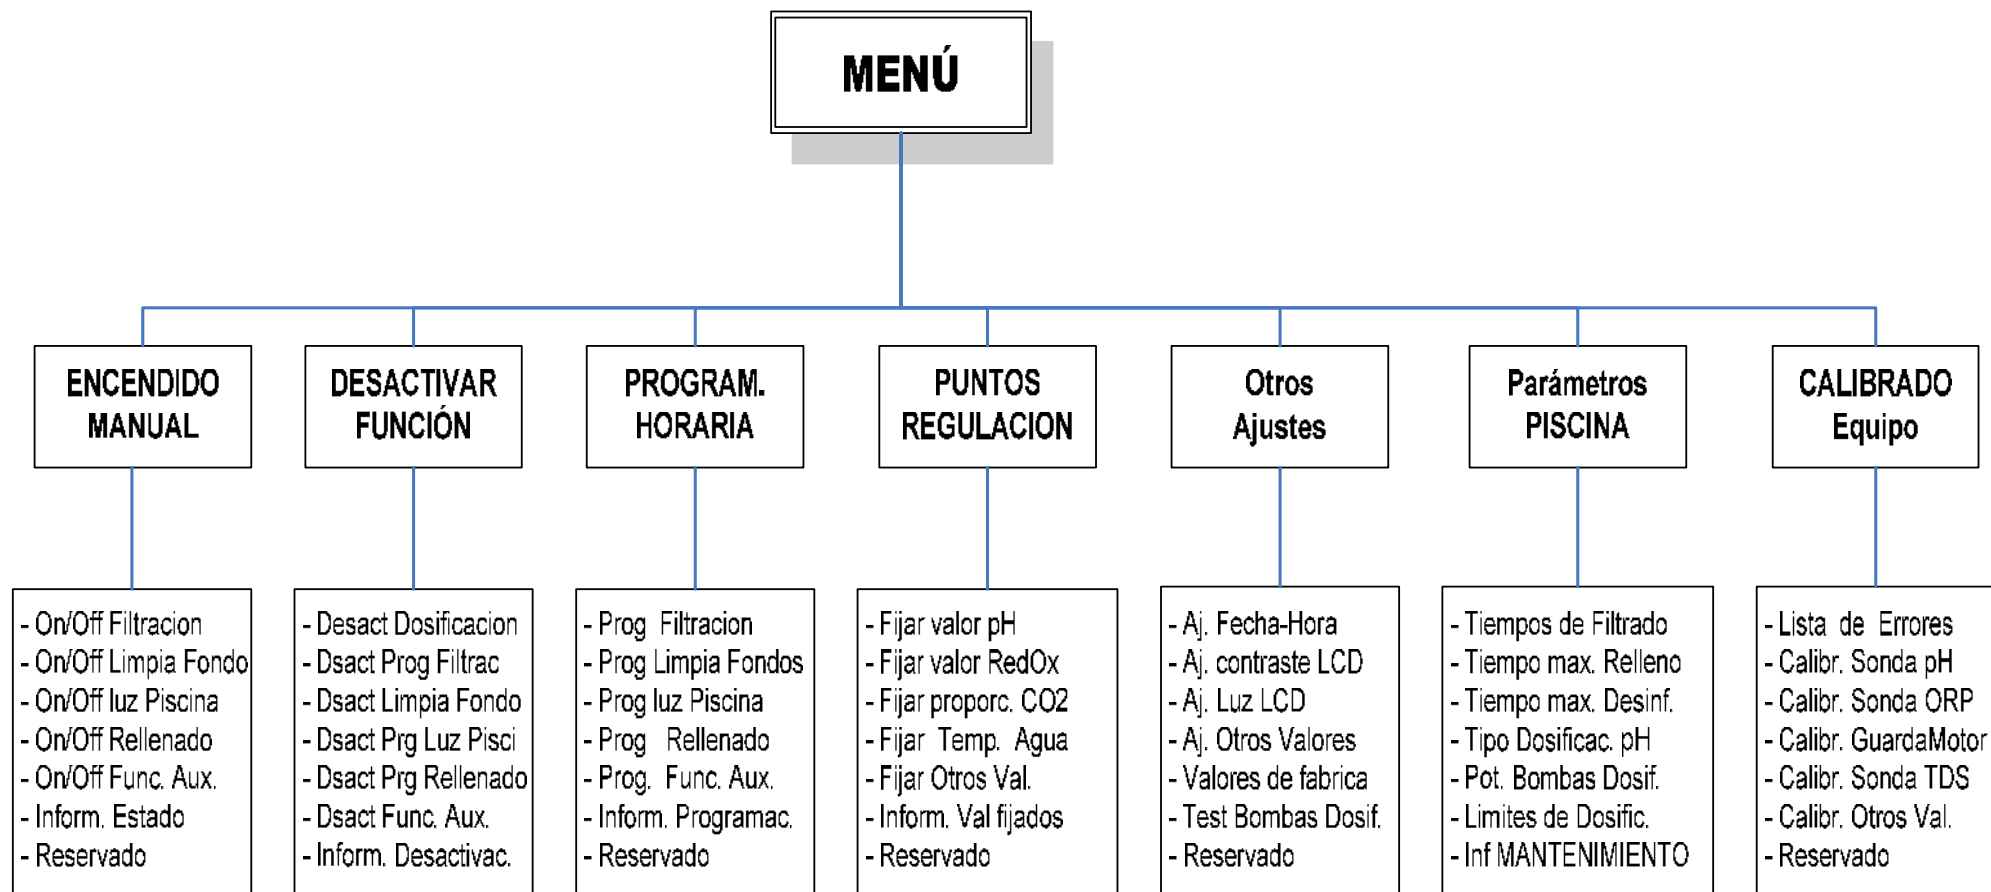 MENÚ
ENCENDIDO
MANUAL
DESACTIVAR
FUNCIÓN
PROGRAM.
HORARIA
PUNTOS
REGULACION
Otros
Ajustes
Parámetros
PISCINA
CALIBRADO
Equipo
- On/Off Filtracion
- On/Off Limpia Fondo
- On/Off luz Piscina
- On/Off Rellenado
- On/Off Func. Aux.
- Inform. Estado
- Reservado
- Desact Dosificacion
- Dsact Prog Filtrac
- Dsact Limpia Fondo
- Dsact Prg Luz Pisci
- Dsact Prg Rellenado
- Dsact Func. Aux.
- Inform. Desactivac.
- Prog Filtracion
- Prog Limpia Fondos
- Prog luz Piscina
- Prog Rellenado
- Prog. Func. Aux.
- Inform. Programac.
- Reservado
- Fijar valor pH
- Fijar valor RedOx
- Fijar proporc. CO2
- Fijar Temp. Agua
- Fijar Otros Val.
- Inform. Val fijados
- Reservado
- Aj. Fecha-Hora
- Aj. contraste LCD
- Aj. Luz LCD
- Aj. Otros Valores
- Valores de fabrica
- Test Bombas Dosif.
- Reservado
- Tiempos de Filtrado
- Tiempo max. Relleno
- Tiempo max. Desinf.
- Tipo Dosificac. pH
- Pot. Bombas Dosif.
- Limites de Dosific.
- Inf MANTENIMIENTO
- Lista de Errores
- Calibr. Sonda pH
- Calibr. Sonda ORP
- Calibr. GuardaMotor
- Calibr. Sonda TDS
- Calibr. Otros Val.
- Reservado